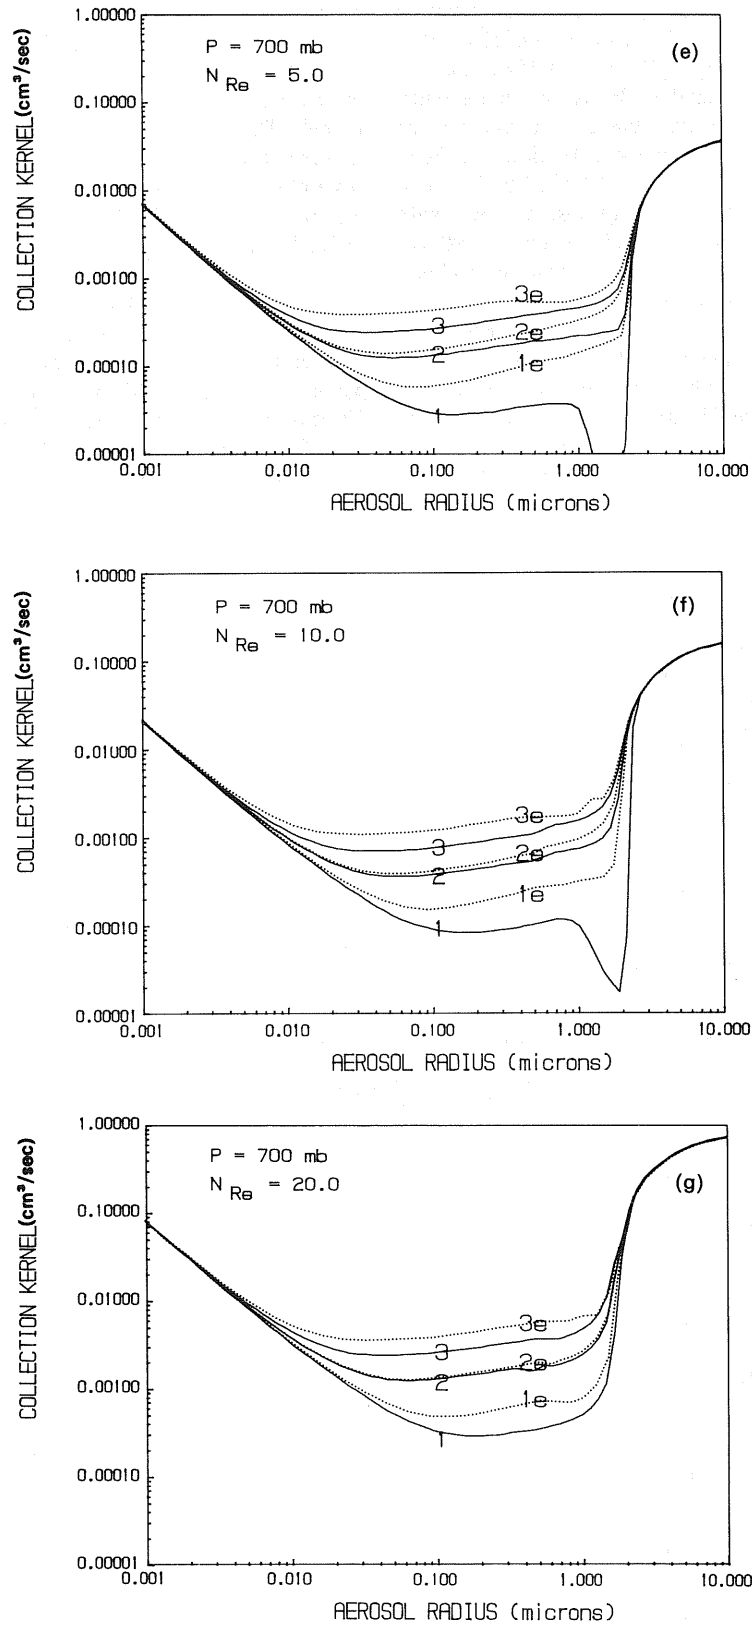 1.00000
P = 700 mb
(e)
N Re = 5.0
0.10000
0.01000
0.00100
0.00010
0.00001
COLLECTION KERNEL(cm³/sec)
3e
3
2e
2
1e
1
0.001 0.010 0.100 1.000 10.000
AEROSOL RADIUS (microns)
1.00000
P = 700 mb
(f)
N Re = 10.0
0.10000
0.01000
0.00100
0.00010
0.00001
COLLECTION KERNEL(cm³/sec)
3e
3
2e
2
1e
1
0.001 0.010 0.100 1.000 10.000
AEROSOL RADIUS (microns)
1.00000
P = 700 mb
(g)
N Re = 20.0
0.10000
0.01000
0.00100
0.00010
0.00001
COLLECTION KERNEL(cm³/sec)
3e
3
2e
2
1e
1
0.001 0.010 0.100 1.000 10.000
AEROSOL RADIUS (microns)